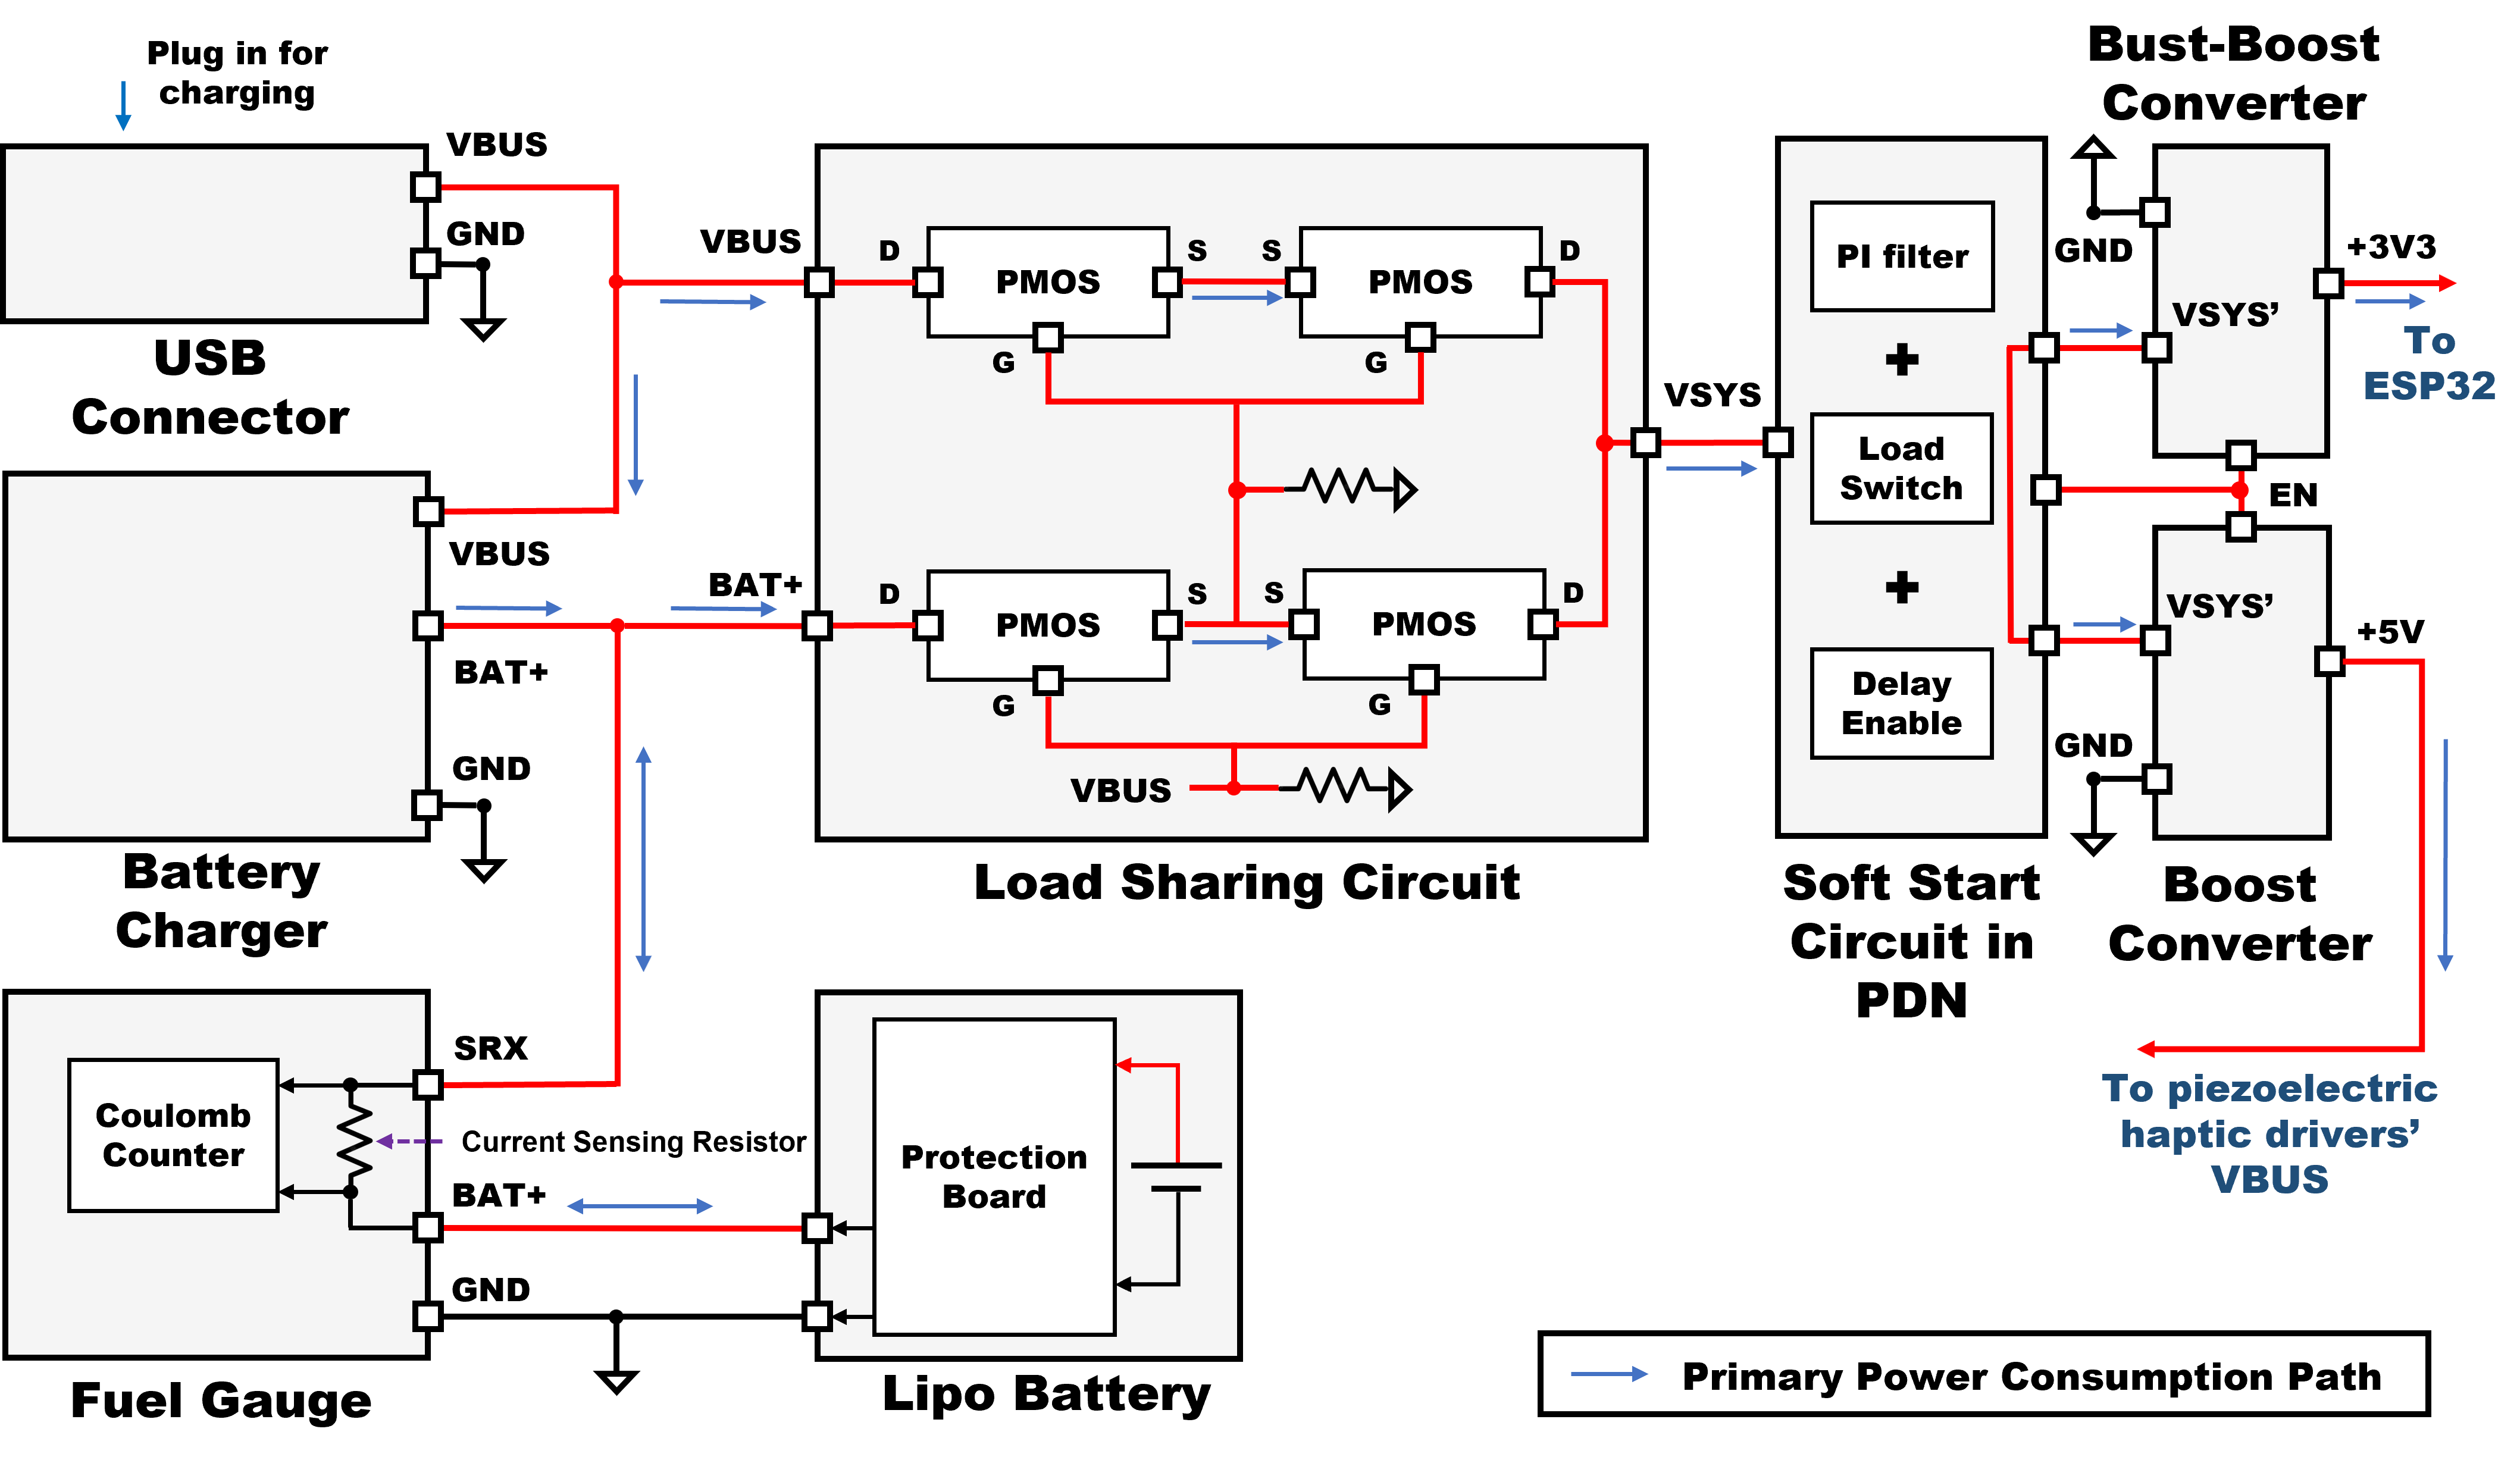 Plug in for
charging
VBUS
GND
USB
Connector
VBUS
BAT+
GND
Battery
Charger
SRX
Coulomb
Counter
Current Sensing Resistor
BAT+
GND
Fuel Gauge
VBUS
D
PMOS
S
S
PMOS
D
G
G
BAT+
D
PMOS
S
S
PMOS
D
G
G
VBUS
Load Sharing Circuit
Protection
Board
Lipo Battery
VSYS
PI filter
+
Load
Switch
+
Delay
Enable
Soft Start
Circuit in
PDN
Bust-Boost
Converter
GND
VSYS’
+3V3
To
ESP32
EN
VSYS’
+5V
GND
Boost
Converter
To piezoelectric
haptic drivers’
VBUS
Primary Power Consumption Path